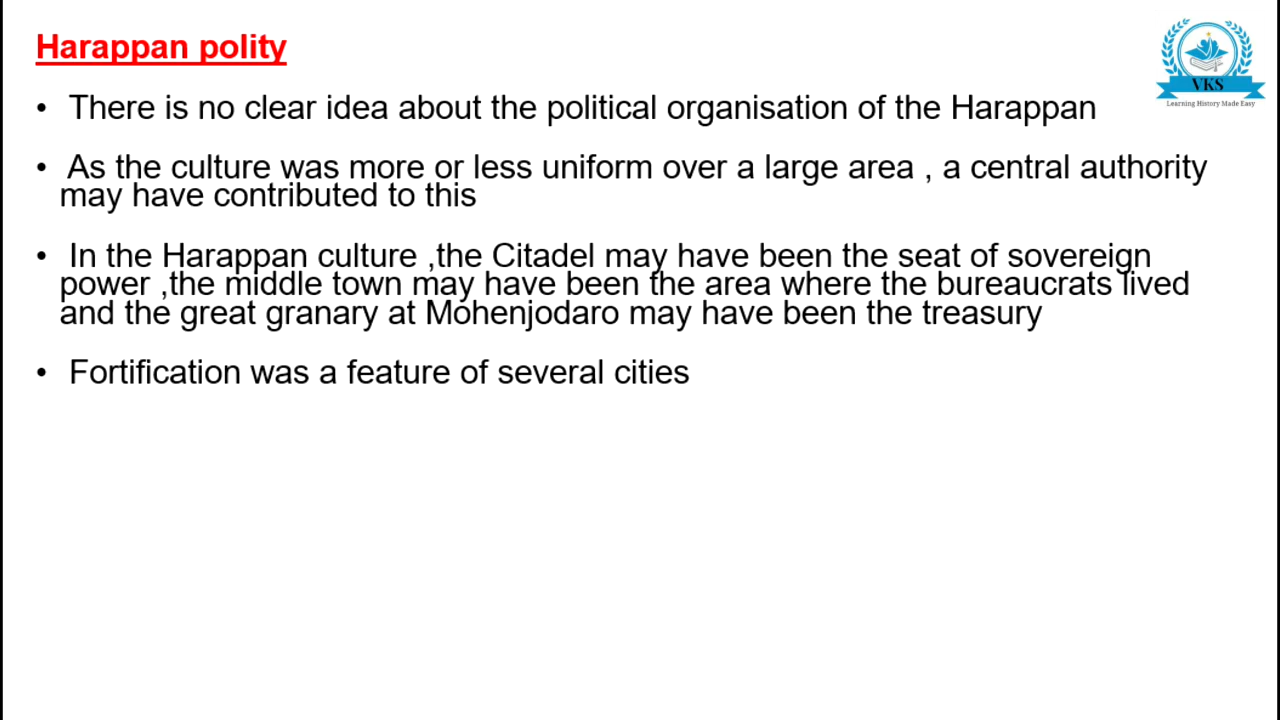 Harappan polity
• There is no clear idea about the political organisation of the Harappan
• As the culture was more or less uniform over a large area , a central authority
may have contributed to this
• In the Harappan culture ,the Citadel may have been the seat of sovereign
power ,the middle town may have been the area where the bureaucrats lived
and the great granary at Mohenjodaro may have been the treasury
• Fortification was a feature of several cities
VKS
Learning History Made Easy